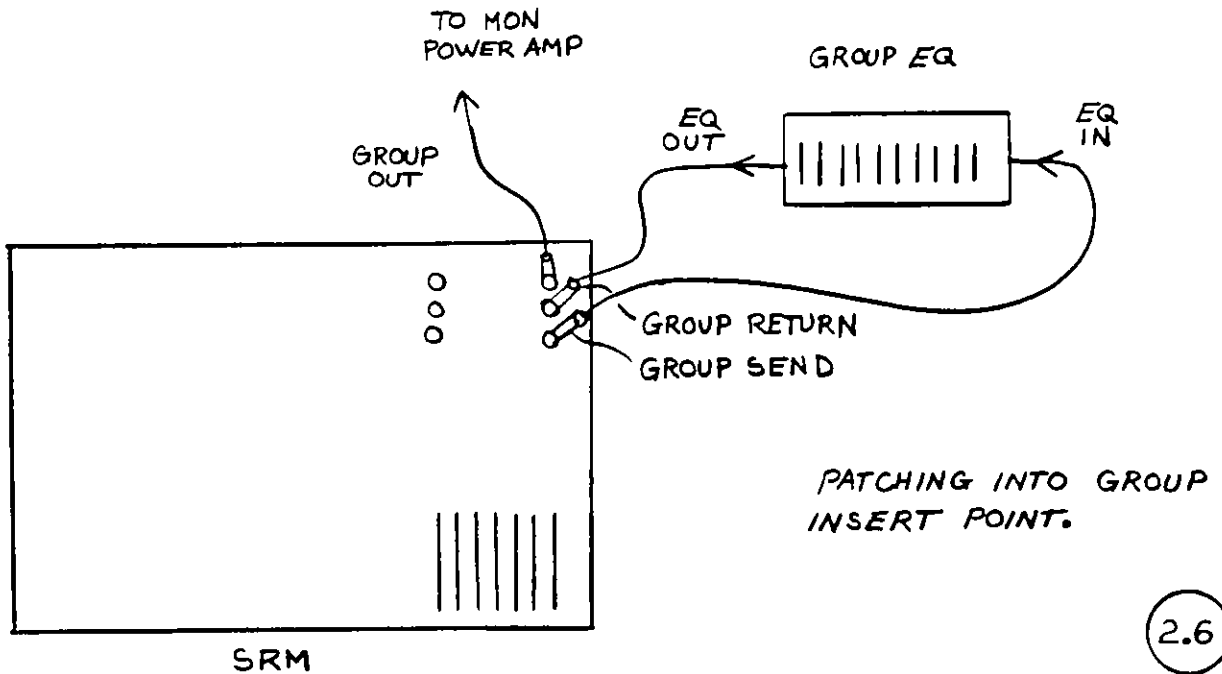 TO MON
POWER AMP
GROUP EQ
EQ
OUT
EQ
IN
GROUP
OUT
GROUP RETURN
GROUP SEND
PATCHING INTO GROUP
INSERT POINT.
SRM
2.6